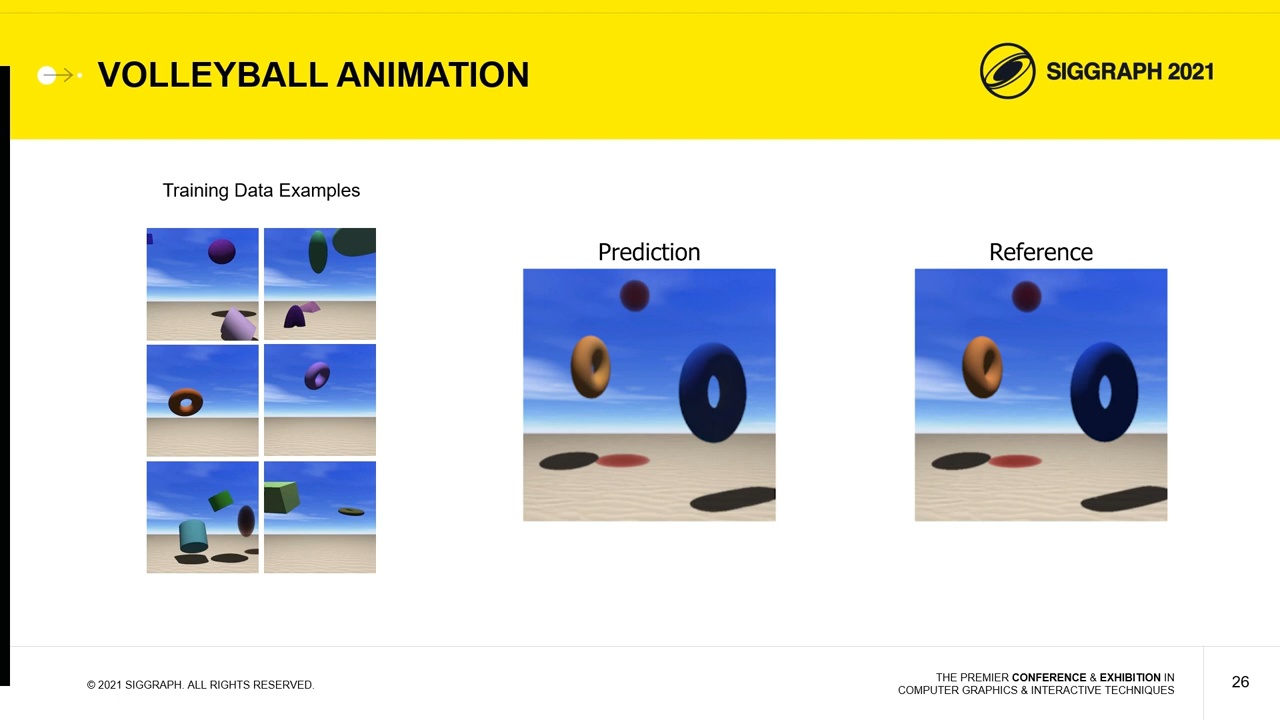 VOLLEYBALL ANIMATION
SIGGRAPH 2021
Training Data Examples
Prediction
Reference
© 2021 SIGGRAPH. ALL RIGHTS RESERVED.
THE PREMIER CONFERENCE & EXHIBITION IN
COMPUTER GRAPHICS & INTERACTIVE TECHNIQUES
26